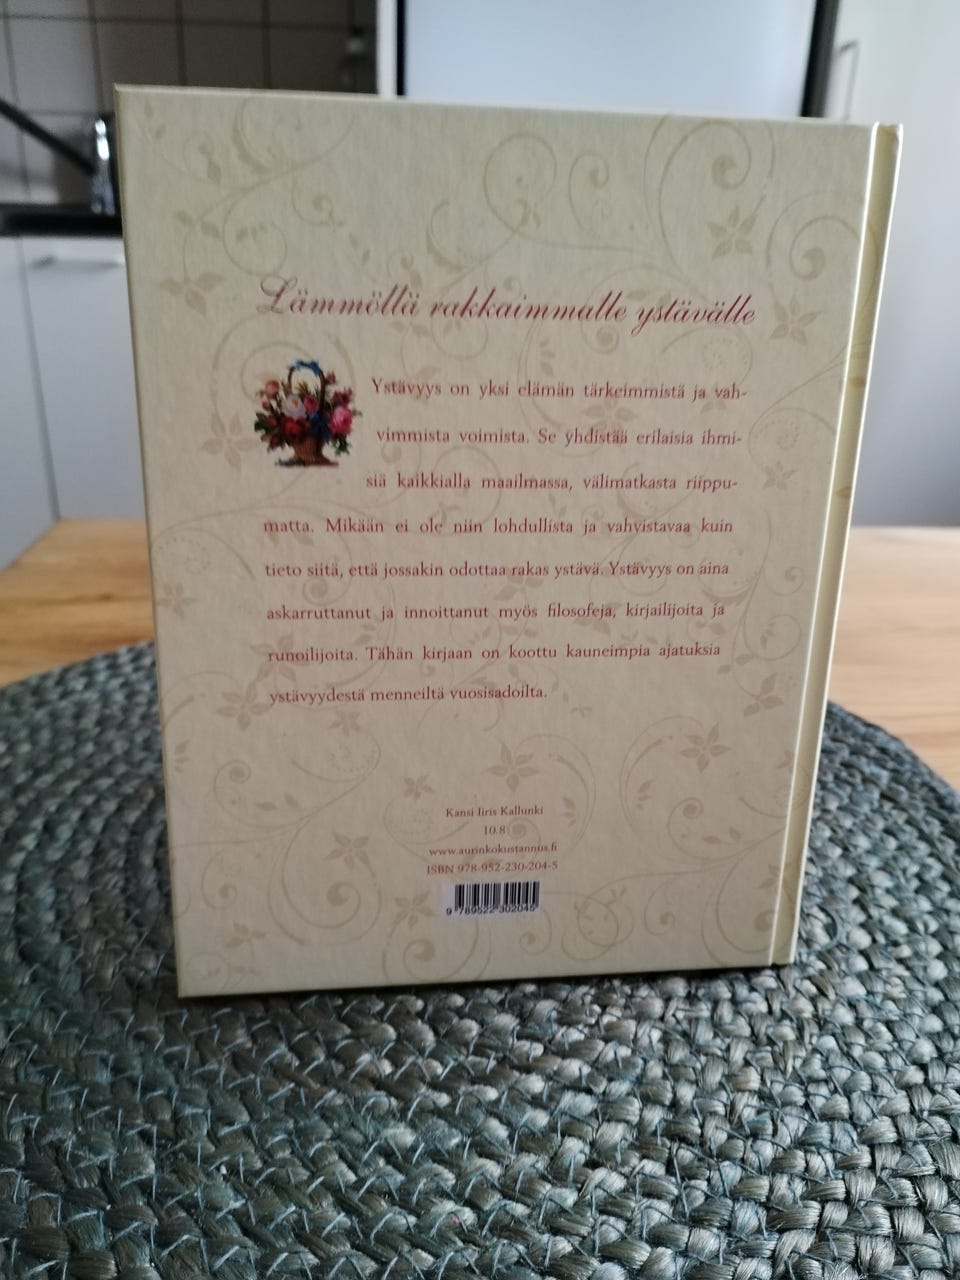 Lämmöllä rakkaimmalle ystävälle
Ystävyys on yksi elämän tärkeimmistä ja vah-
vimmista voimista. Se yhdistää erilaisia ihmi-
siä kaikkialla maailmassa, välimatkasta riippu-
matta. Mikään ei ole niin lohdullista ja vahvistavaa kuin
tieto siitä, että jossakin odottaa rakas ystävä. Ystävyys on aina
askarruttanut ja innoittanut myös filosofeja, kirjailijoita ja
runoilijoita. Tähän kirjaan on koottu kauneimpia ajatuksia
ystävyydestä menneiltä vuosisadoilta.
Kansi Iiris Kallunki
10.8
www.aurinkokustannus.fi
ISBN 978-952-230-204-5
9 789522 302045